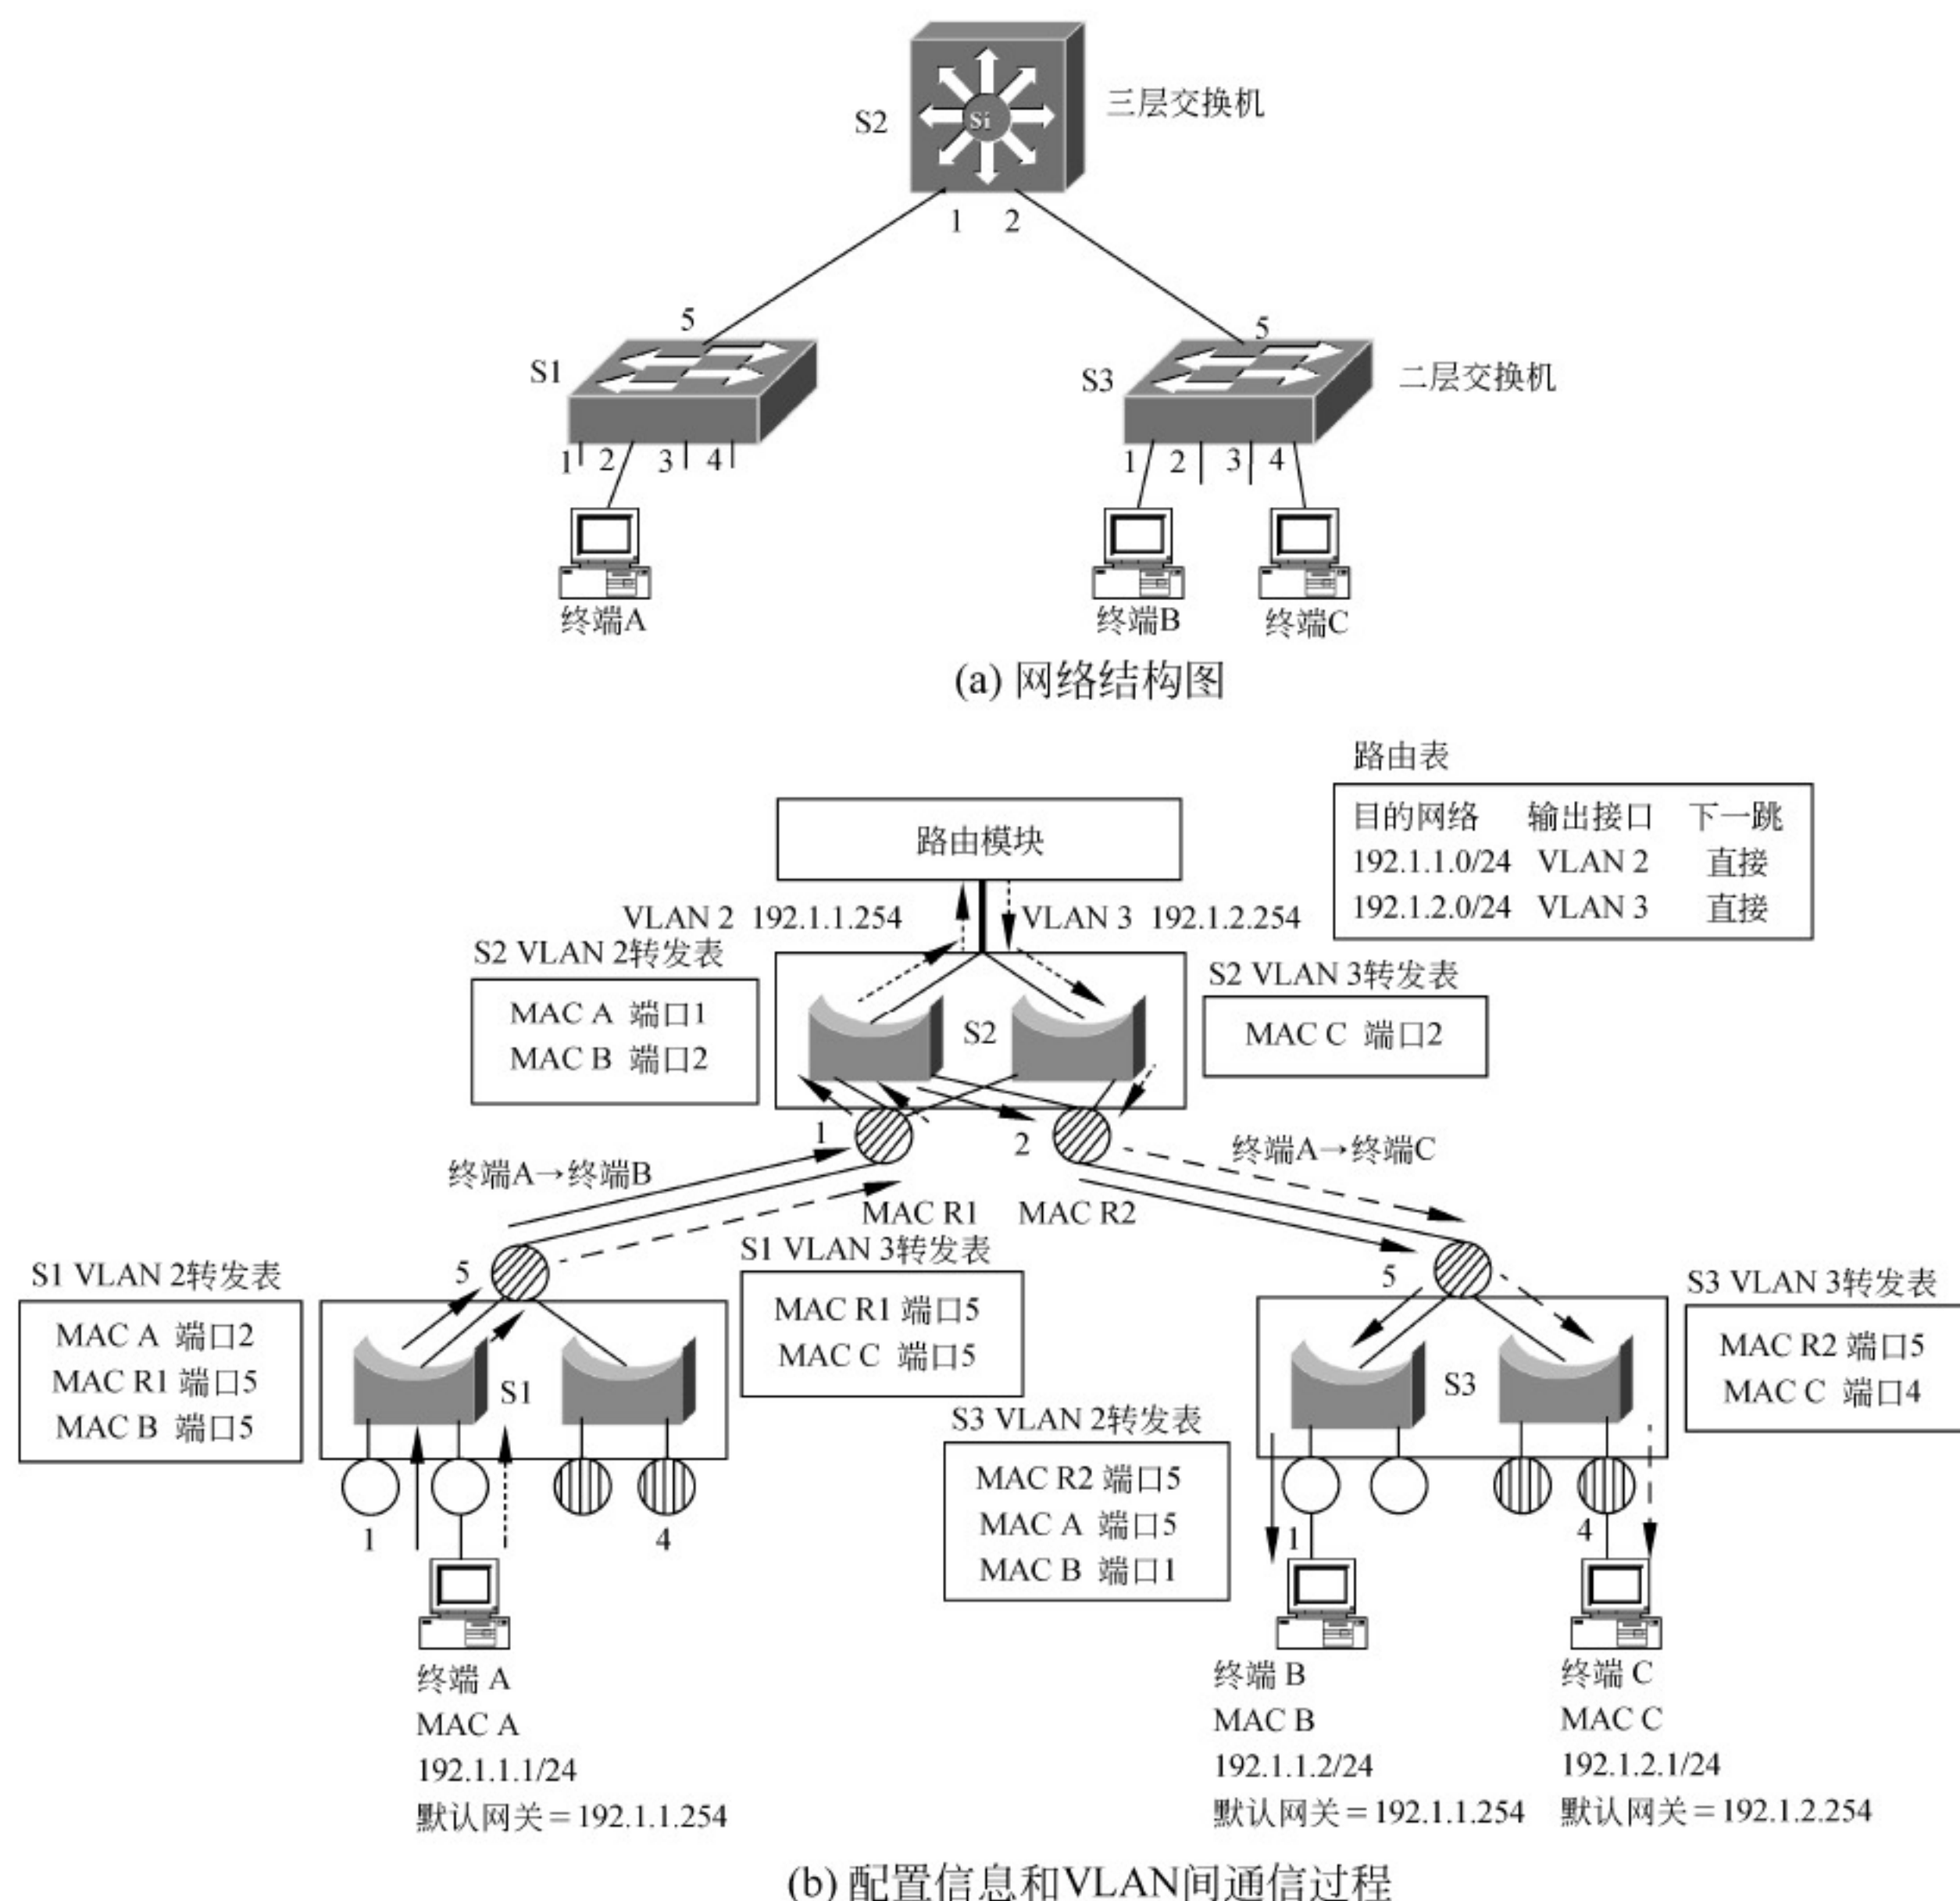 S2
Si
三层交换机
1 2
5
5
S1
S3
二层交换机
1 2 3 4
1 2 3 4
终端A
终端B
终端C
(a) 网络结构图
路由表
目的网络 输出接口 下一跳
192.1.1.0/24 VLAN 2 直接
192.1.2.0/24 VLAN 3 直接
路由模块
VLAN 2 192.1.1.254
VLAN 3 192.1.2.254
S2 VLAN 2转发表
MAC A 端口1
MAC B 端口2
S2
S2 VLAN 3转发表
MAC C 端口2
1
2
终端A→终端B
终端A→终端C
MAC R1
MAC R2
S1 VLAN 2转发表
MAC A 端口2
MAC R1 端口5
MAC B 端口5
5
S1
S1 VLAN 3转发表
MAC R1 端口5
MAC C 端口5
5
S3
S3 VLAN 3转发表
MAC R2 端口5
MAC C 端口4
S3 VLAN 2转发表
MAC R2 端口5
MAC A 端口5
MAC B 端口1
1
4
1
4
终端 A
MAC A
192.1.1.1/24
默认网关＝192.1.1.254
终端 B
MAC B
192.1.1.2/24
默认网关＝192.1.1.254
终端 C
MAC C
192.1.2.1/24
默认网关＝192.1.2.254
(b) 配置信息和VLAN间通信过程